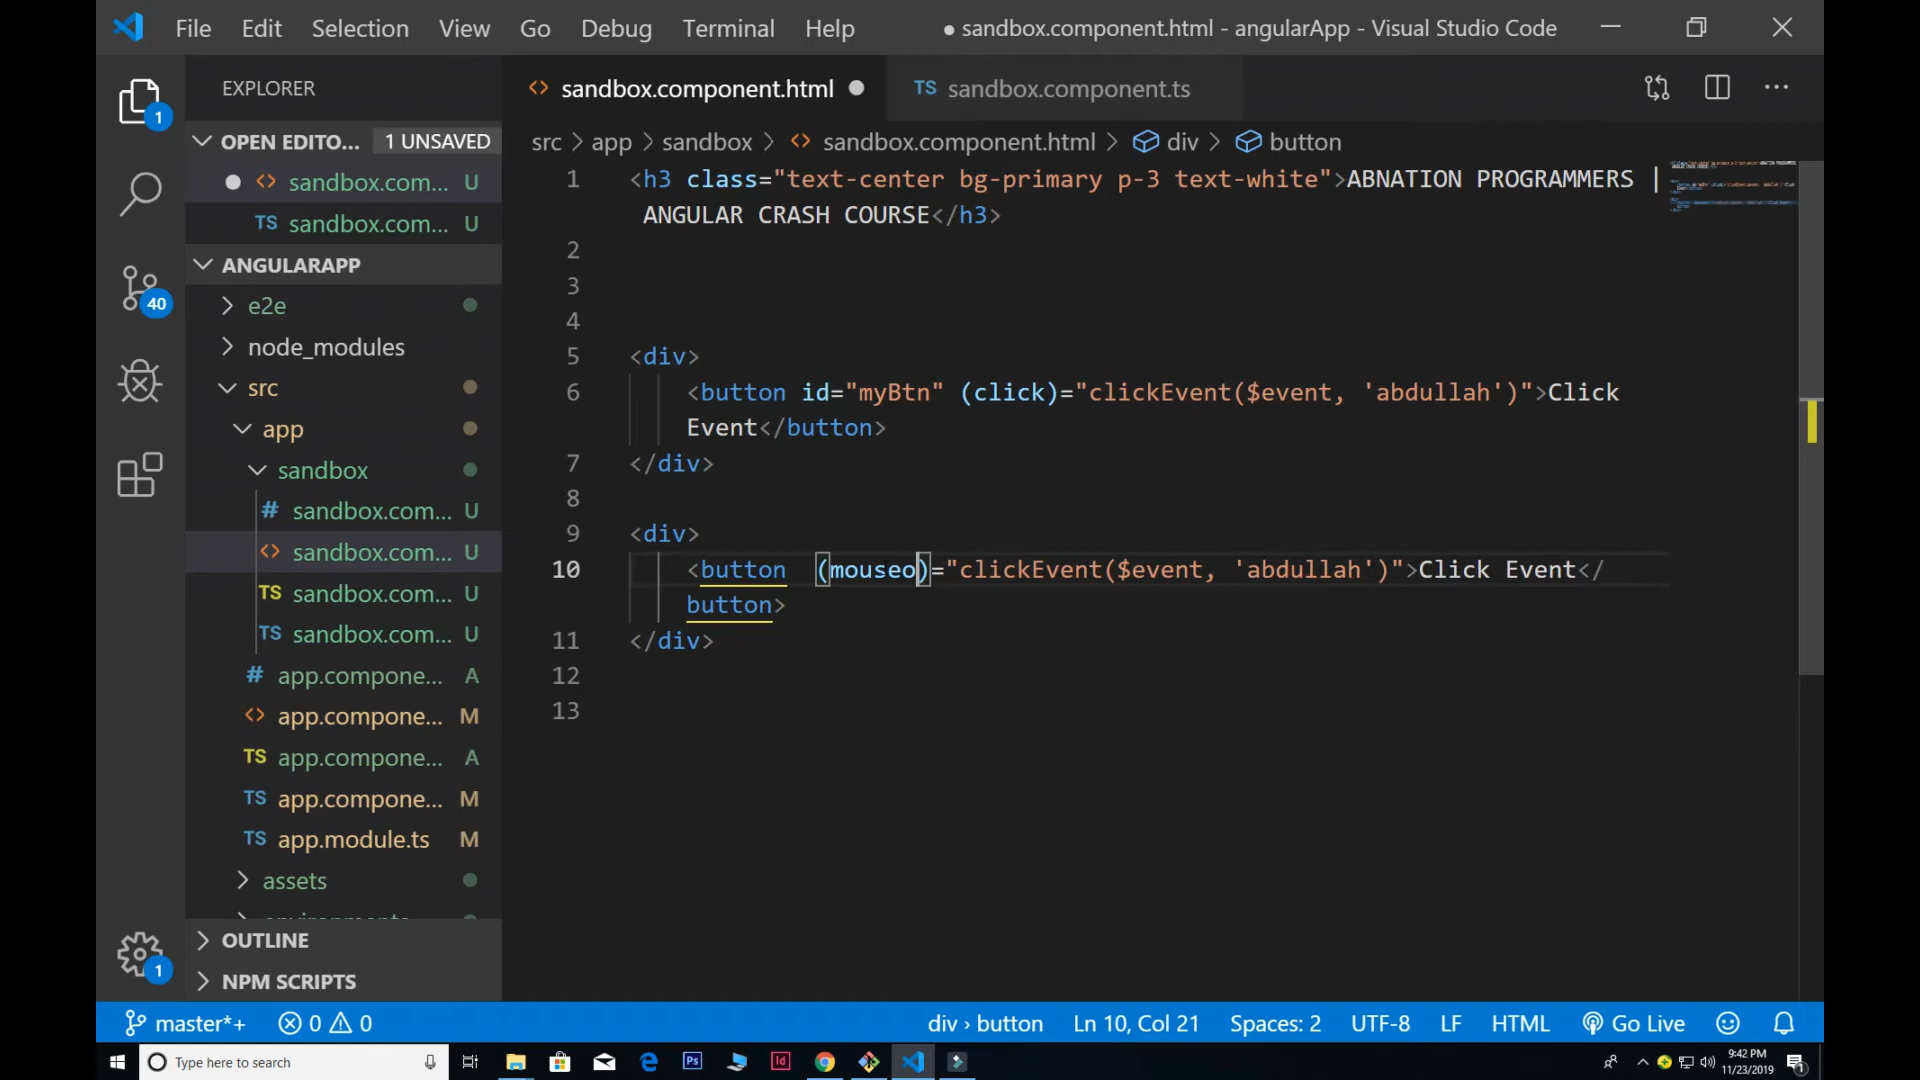 File Edit Selection View Go Debug Terminal Help ● sandbox.component.html - angularApp - Visual Studio Code
EXPLORER
1
OPEN EDITO... 1 UNSAVED
sandbox.com... U
TS sandbox.com... U
ANGULARAPP
40
e2e
node_modules
src
app
sandbox
# sandbox.com... U
<> sandbox.com... U
TS sandbox.com... U
TS sandbox.com... U
# app.compone... A
<> app.compone... M
TS app.compone... A
TS app.compone... M
TS app.module.ts M
assets
OUTLINE
1
NPM SCRIPTS
<> sandbox.component.html ●
TS sandbox.component.ts
src > app > sandbox > <> sandbox.component.html > div > button
1 <h3 class="text-center bg-primary p-3 text-white">ABNATION PROGRAMMERS |
ANGULAR CRASH COURSE</h3>
2
3
4
5 <div>
6 <button id="myBtn" (click)="clickEvent($event, 'abdullah')">Click
Event</button>
7 </div>
8
9 <div>
10 <button  (mouseo)="clickEvent($event, 'abdullah')">Click Event</
button>
11 </div>
12
13
master*+ 0 0 div › button Ln 10, Col 21 Spaces: 2 UTF-8 LF HTML Go Live
Type here to search
Ps
Id
9:42 PM
11/23/2019
1